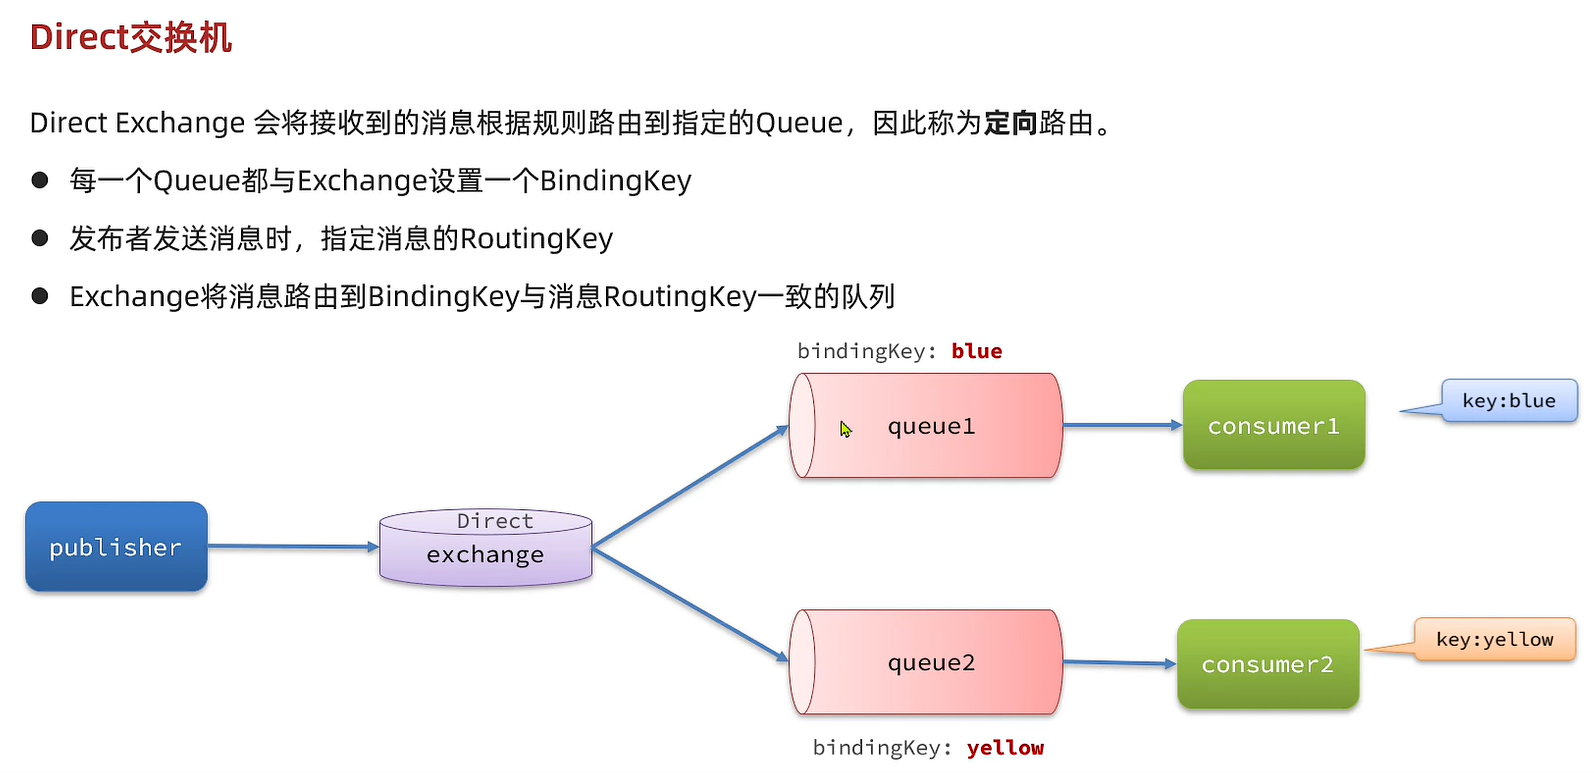 Direct交换机
Direct Exchange 会将接收到的消息根据规则路由到指定的Queue，因此称为定向路由。
● 每一个Queue都与Exchange设置一个BindingKey
● 发布者发送消息时，指定消息的RoutingKey
● Exchange将消息路由到BindingKey与消息RoutingKey一致的队列
bindingKey: blue
queue1
consumer1
key:blue
publisher
Direct
exchange
queue2
consumer2
key:yellow
bindingKey: yellow